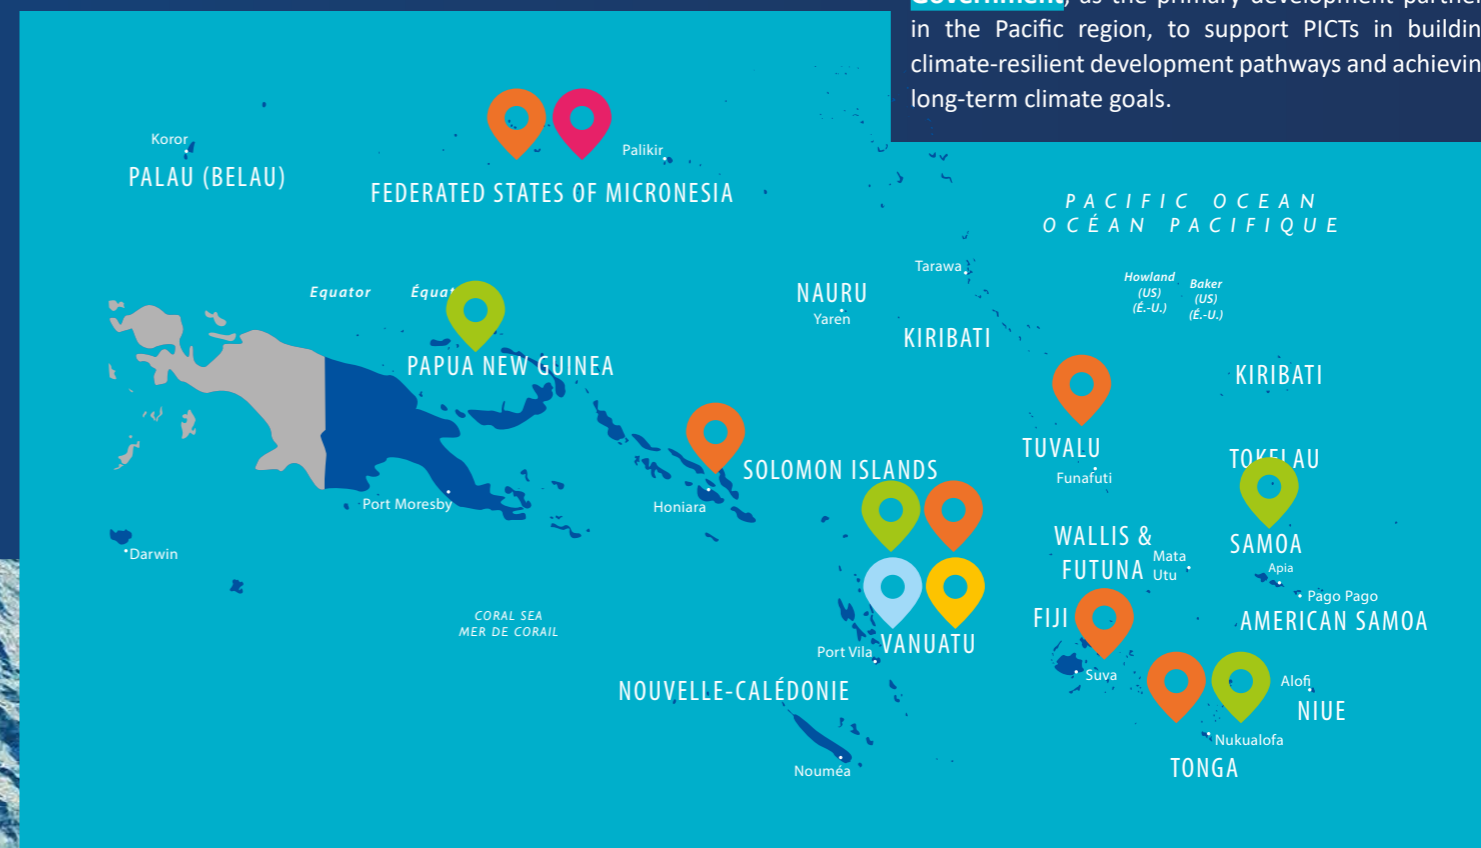 Government, as the primary development partner
in the Pacific region, to support PICTs in buildin
climate-resilient development pathways and achievin
long-term climate goals.
Koror
PALAU (BELAU)
Palikir
FEDERATED STATES OF MICRONESIA
PACIFIC OCEAN
OCÉAN PACIFIQUE
Equator
Équat
Tarawa
Howland
(US)
(É.-U.)
Baker
(US)
(É.-U.)
NAURU
Yaren
KIRIBATI
PAPUA NEW GUINEA
KIRIBATI
TUVALU
Funafuti
TOKELAU
SOLOMON ISLANDS
Honiara
Port Moresby
Darwin
WALLIS &
FUTUNA
Mata
Utu
SAMOA
Apia
Pago Pago
AMERICAN SAMOA
CORAL SEA
MER DE CORAIL
FIJI
Suva
Port Vila
VANUATU
NOUVELLE-CALÉDONIE
Nouméa
Alofi
NIUE
Nukualofa
TONGA